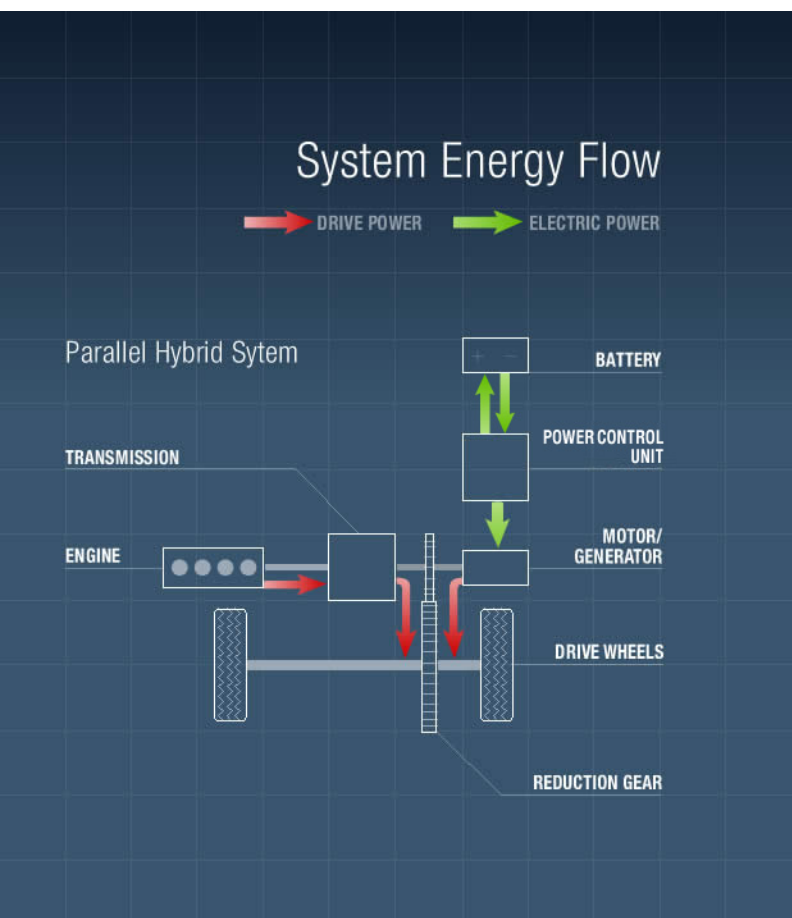 System Energy Flow
DRIVE POWER
ELECTRIC POWER
Parallel Hybrid Sytem
+ −
BATTERY
POWER CONTROL
UNIT
TRANSMISSION
MOTOR/
GENERATOR
ENGINE
DRIVE WHEELS
REDUCTION GEAR